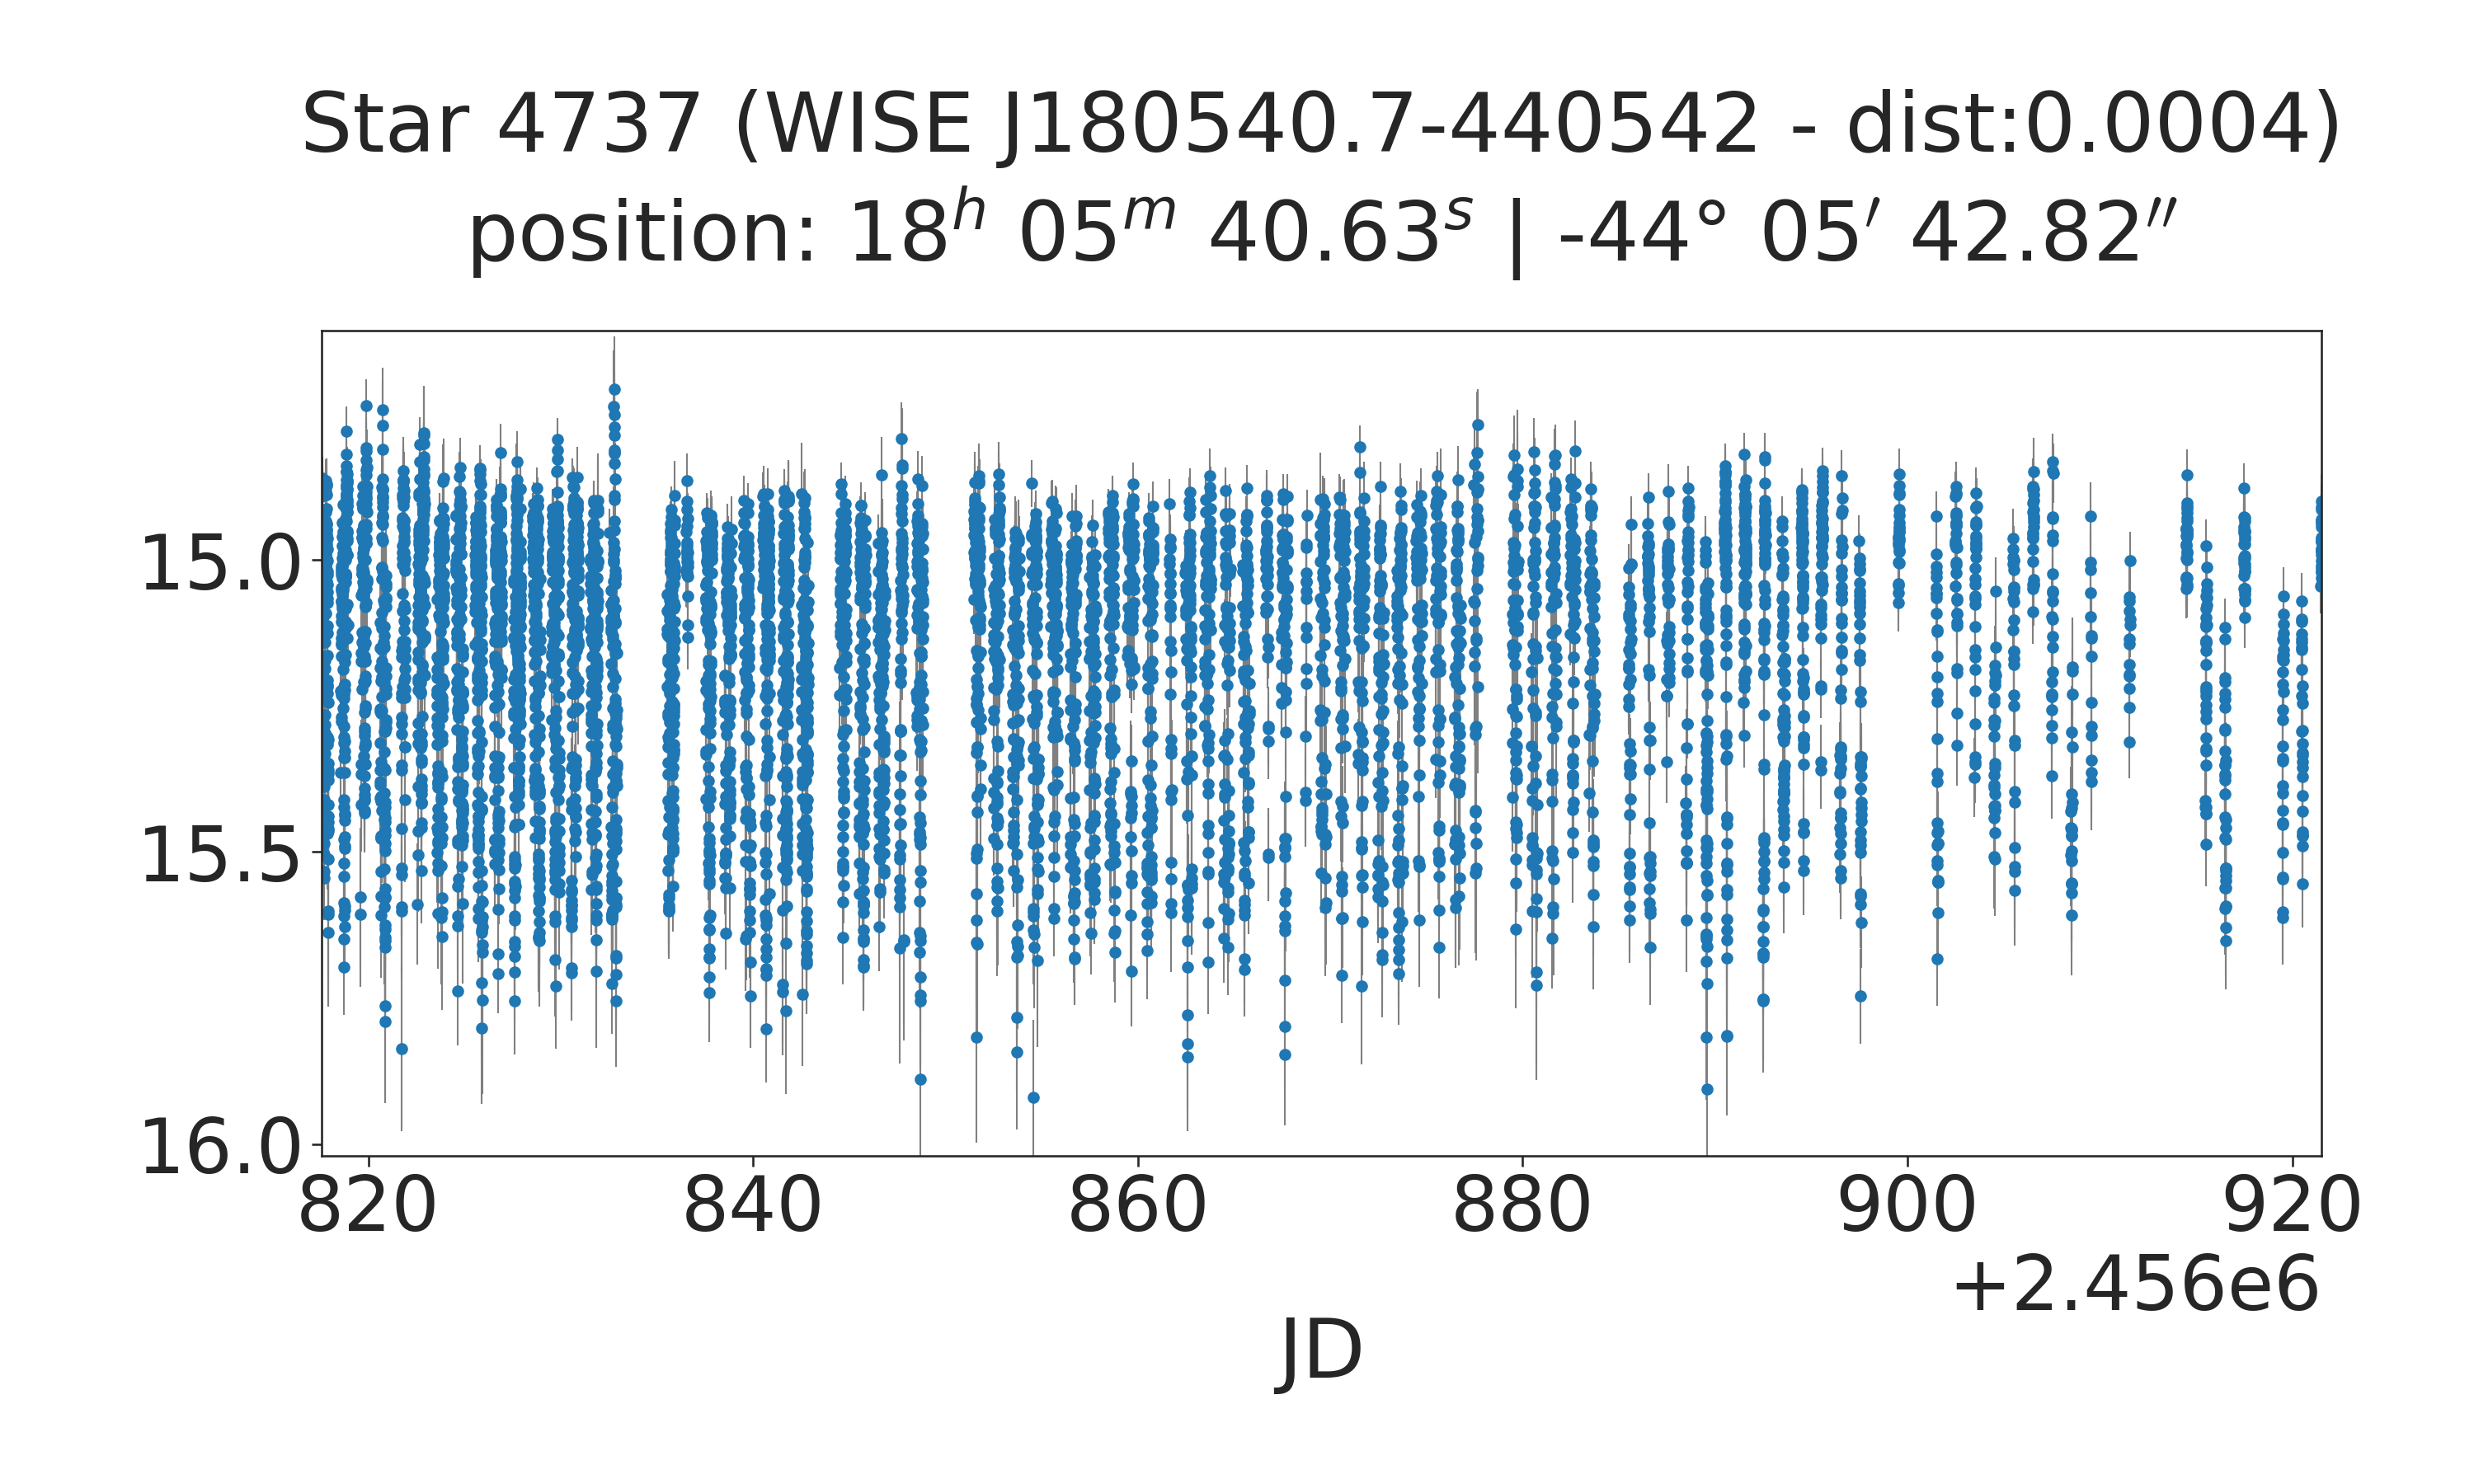 Star 4737 (WISE J180540.7-440542 - dist:0.0004)
position: 18h 05m 40.63s | -44° 05′ 42.82′′
15.0
15.5
16.0
820 840 860 880 900 920
+2.456e6
JD